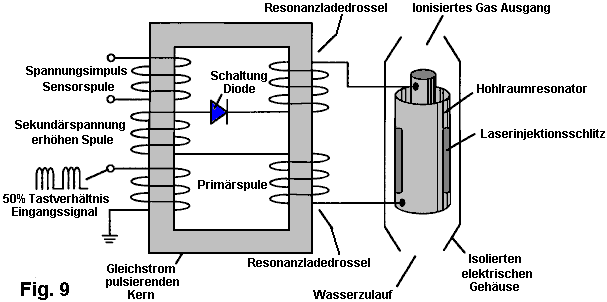 Resonanzladedrossel
Ionisiertes Gas Ausgang
Spannungsimpuls
Sensorspule
Schaltung
Diode
Hohlraumresonator
Laserinjektionsschlitz
Sekundärspannung
erhöhen Spule
Primärspule
50% Tastverhältnis
Eingangssignal
Gleichstrom
pulsierenden
Kern
Resonanzladedrossel
Isolierten
elektrischen
Gehäuse
Wasserzulauf
Fig. 9